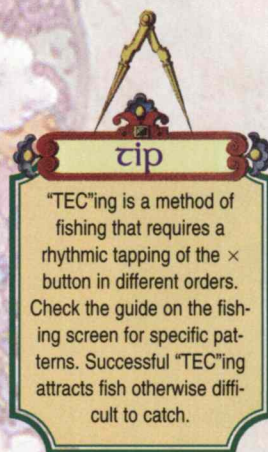 tip
"TEC"ing is a method of
fishing that requires a
rhythmic tapping of the ×
button in different orders.
Check the guide on the fish-
ing screen for specific pat-
terns. Successful "TEC"ing
attracts fish otherwise diffi-
cult to catch.